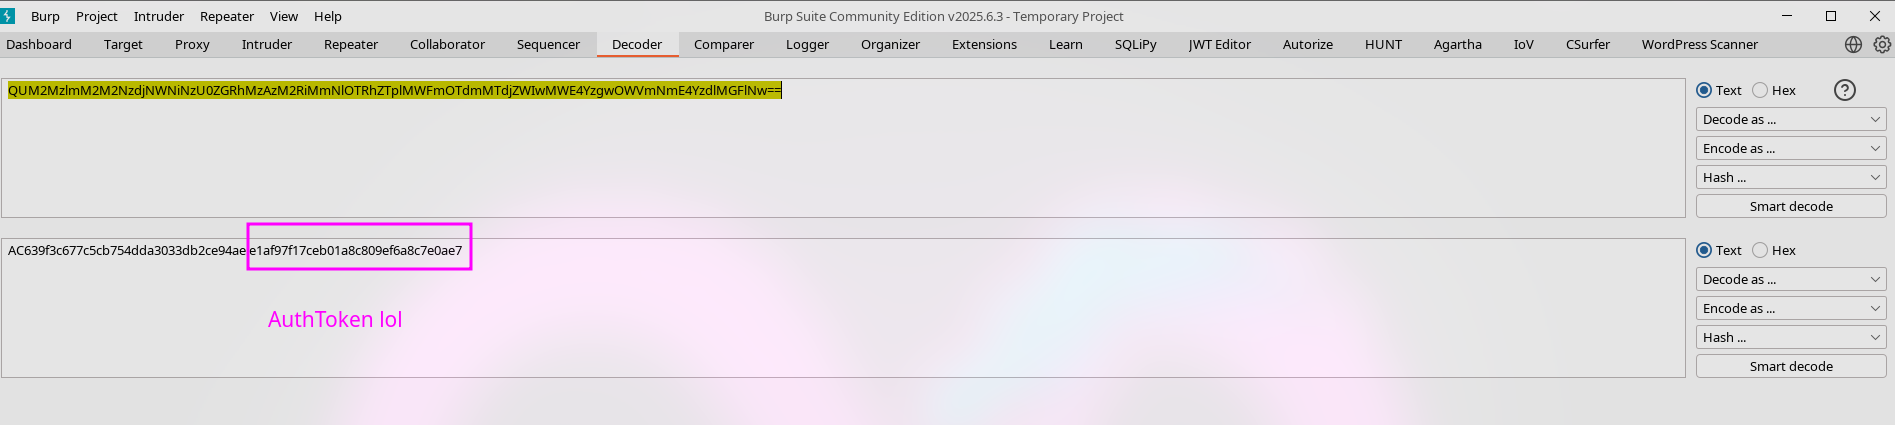 Burp Project Intruder Repeater View Help
Burp Suite Community Edition v2025.6.3 - Temporary Project
Dashboard Target Proxy Intruder Repeater Collaborator Sequencer Decoder Comparer Logger Organizer Extensions Learn SQLiPy JWT Editor Autorize HUNT Agartha IoV CSurfer WordPress Scanner
QUM2MzlmM2M2NzdjNWNiNzU0ZGRhMzAzM2RiMmNlOTRhZTplMWFmOTdmMTdjZWIwMWE4YzgwOWVmNmE4YzdlMGFlNw==
Text Hex ?
Decode as ...
Encode as ...
Hash ...
Smart decode
AC639f3c677c5cb754dda3033db2ce94ae:e1af97f17ceb01a8c809ef6a8c7e0ae7
AuthToken lol
Text Hex
Decode as ...
Encode as ...
Hash ...
Smart decode